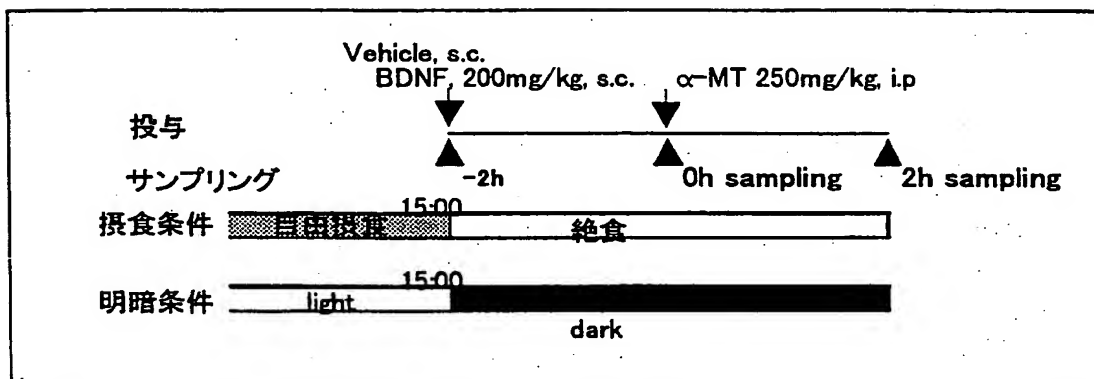 Vehicle, s.c.
BDNF, 200mg/kg, s.c. α-MT 250mg/kg, i.p
投与
サンプリング -2h 0h sampling 2h sampling
15:00
摂食条件 自由摂食 絶食
15:00
明暗条件 light
dark